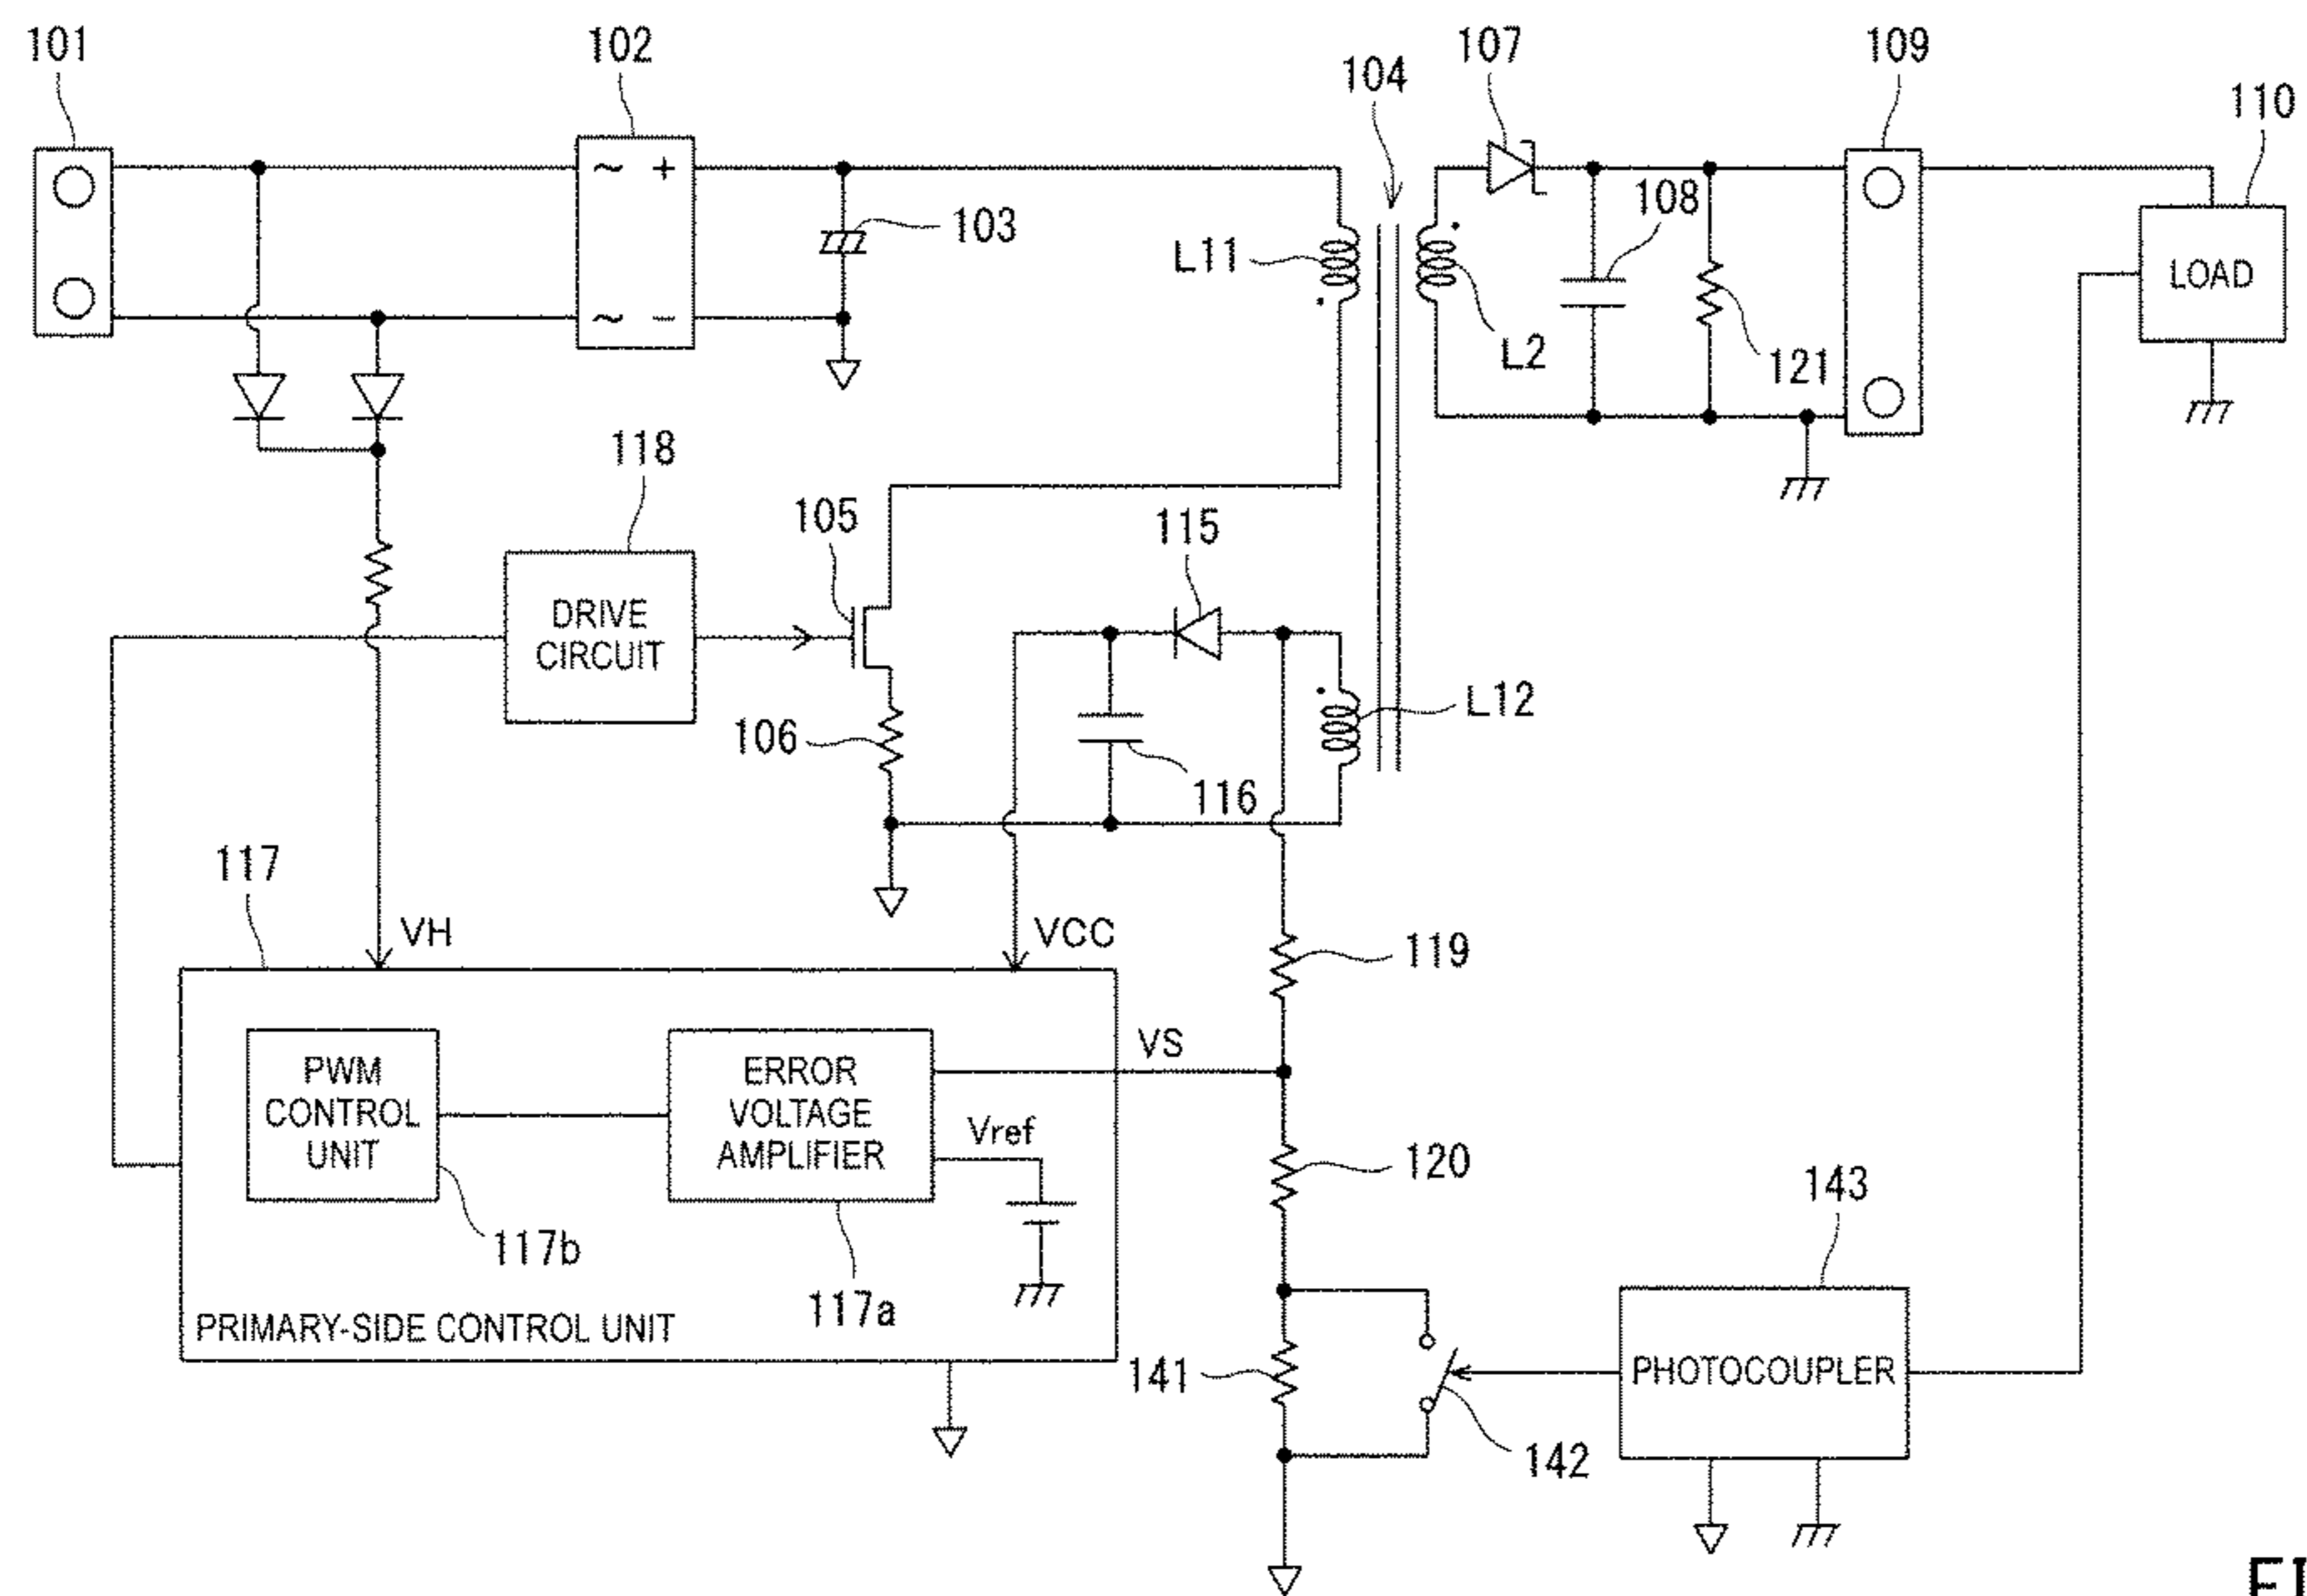 101
102
104
107
109
110
103
108
L11
L2
121
LOAD
~ +
~ −
118
105
115
DRIVE
CIRCUIT
L12
106
116
117
VH
VCC
119
VS
PWM
CONTROL
UNIT
ERROR
VOLTAGE
AMPLIFIER
Vref
120
143
117b
117a
PRIMARY-SIDE CONTROL UNIT
141
PHOTOCOUPLER
142